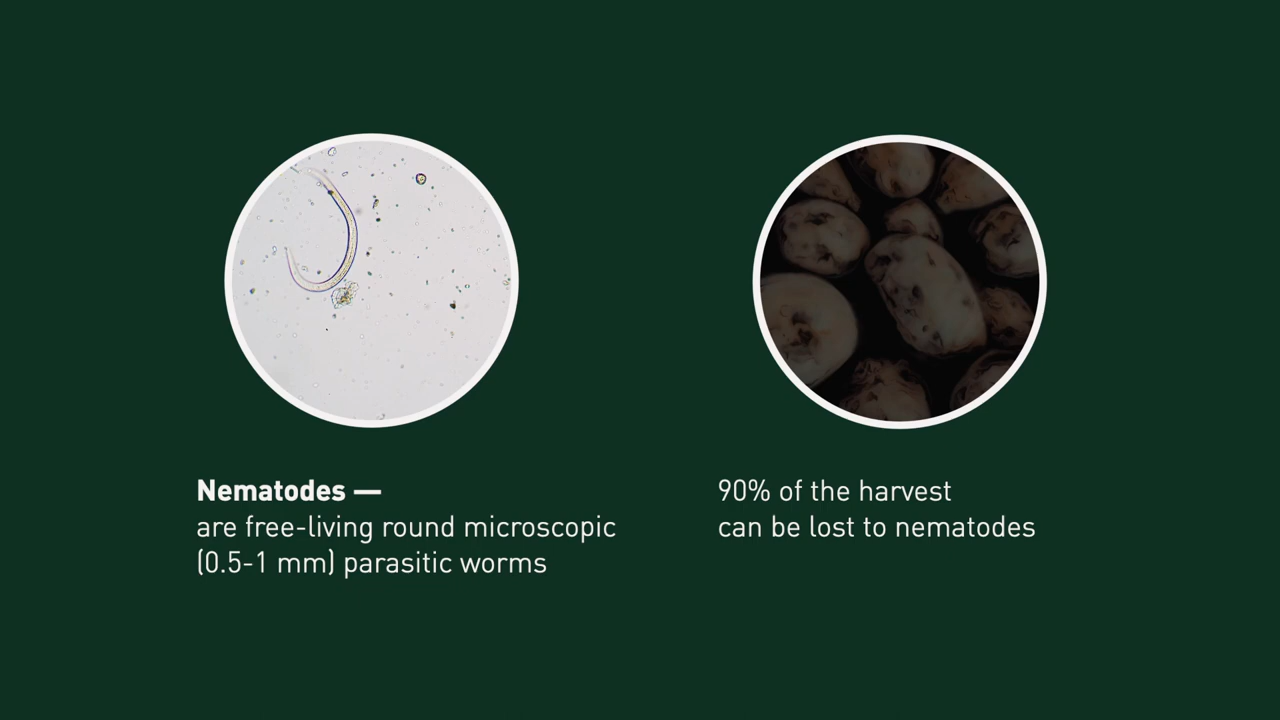 Nematodes —
are free-living round microscopic
(0.5-1 mm) parasitic worms
90% of the harvest
can be lost to nematodes